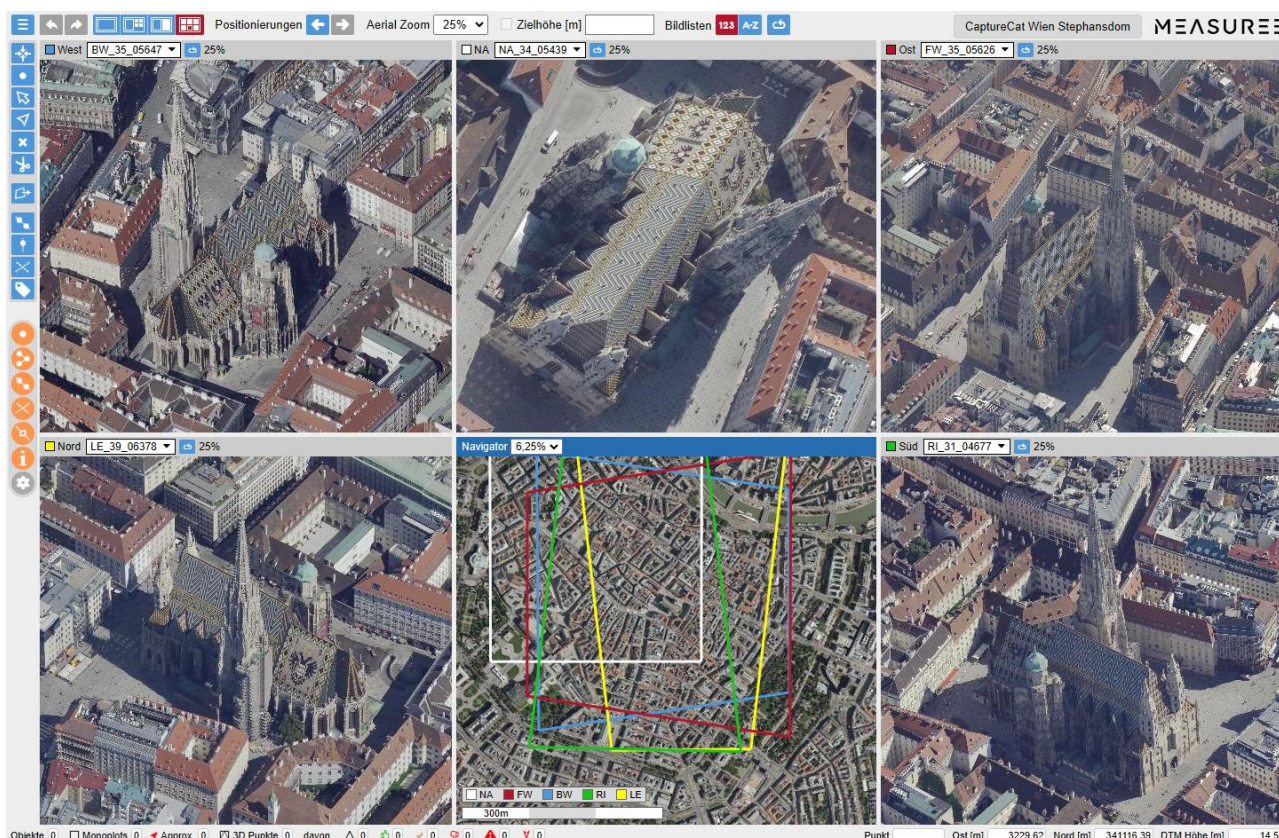 Positionierungen Aerial Zoom 25% Zielhöhe [m] Bildlisten 123 A-Z CaptureCat Wien Stephansdom MEASURE
West BW_35_05647 25%
NA NA_34_05439 25%
Ost FW_35_05626 25%
Nord LE_39_06378 25%
Navigator 6,25%
Süd RI_31_04677 25%
NA FW BW RI LE
300m
Objekte 0 Monoplots 0 Approx. 0 3D Punkte 0 davon 0 0 0 0 0 0 Punkt Ost [m] 3229,62 Nord [m] 341116,39 DTM Höhe [m] 14,5